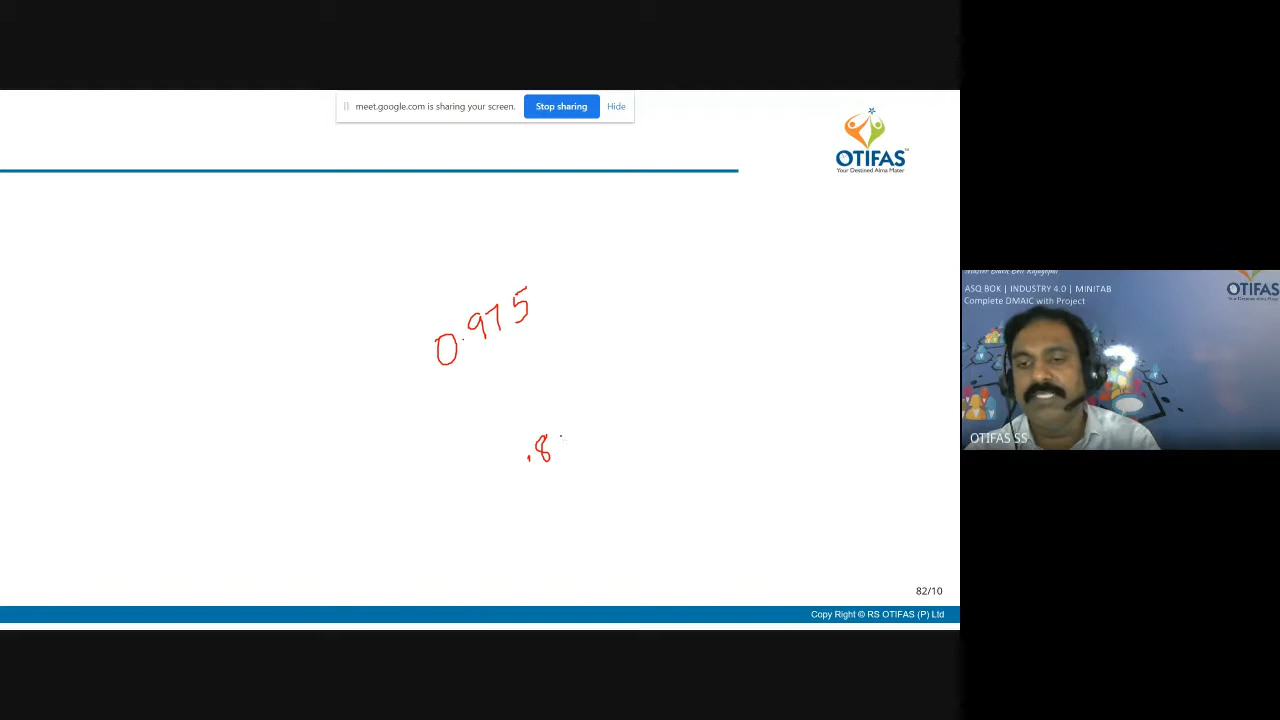 meet.google.com is sharing your screen. Stop sharing Hide
OTIFAS
Your Destined Alma Mater
0.975
.8
ASQ BOK | INDUSTRY 4.0 | MINITAB
Complete DMAIC with Project
OTIFAS
OTIFAS SS
82/10
Copy Right © RS OTIFAS (P) Ltd